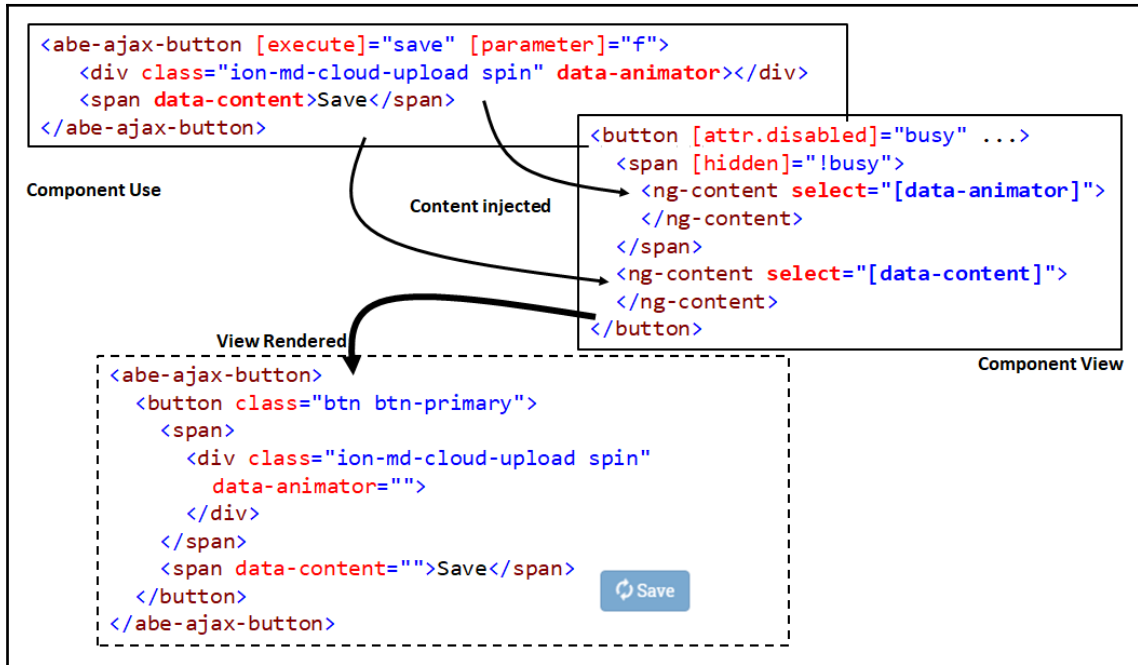 <abe-ajax-button [execute]="save" [parameter]="f">
<div class="ion-md-cloud-upload spin" data-animator></div>
<span data-content>Save</span>
</abe-ajax-button>
Component Use
Content injected
<button [attr.disabled]="busy" ...>
<span [hidden]="!busy">
<ng-content select="[data-animator]">
</ng-content>
</span>
<ng-content select="[data-content]">
</ng-content>
</button>
Component View
View Rendered
<abe-ajax-button>
<button class="btn btn-primary">
<span>
<div class="ion-md-cloud-upload spin"
data-animator="">
</div>
</span>
<span data-content="">Save</span>
</button>
</abe-ajax-button>
Save